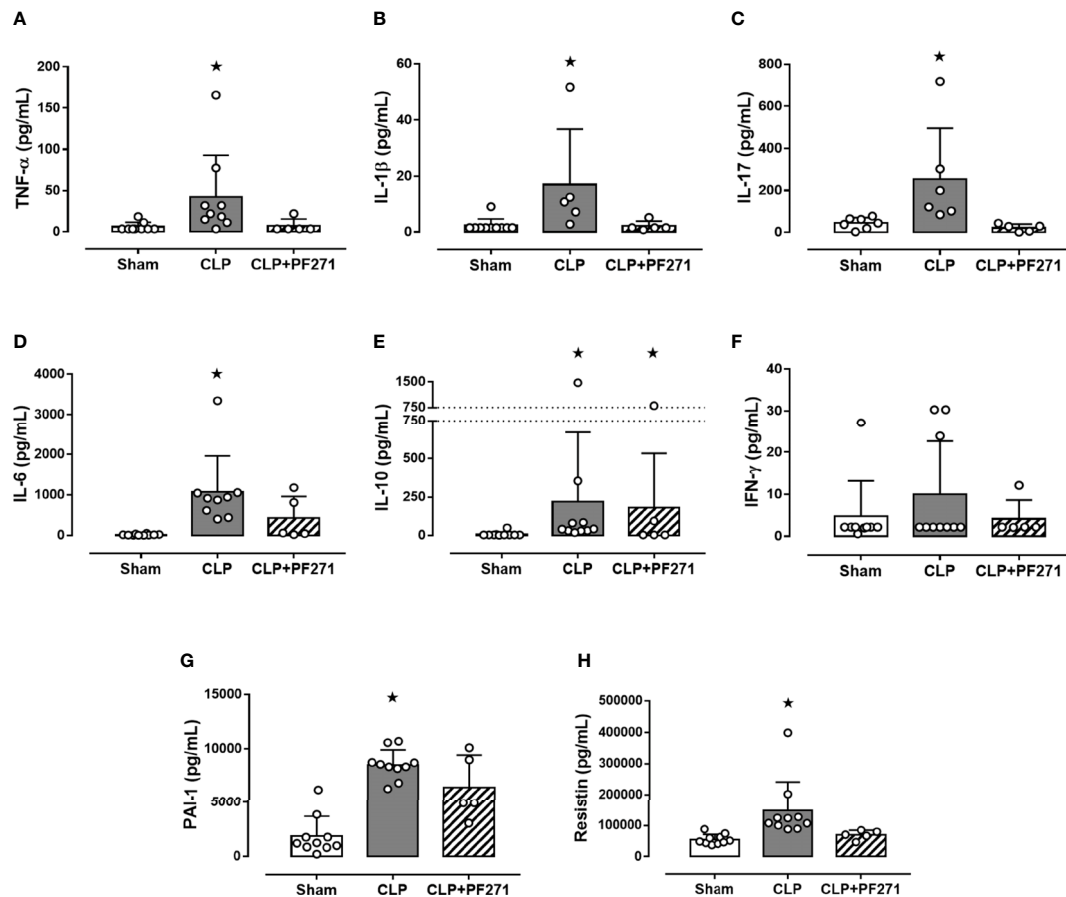 A
TNF-α (pg/mL)
200
150
100
50
0
★
Sham CLP CLP+PF271
B
IL-1β (pg/mL)
60
40
20
0
★
Sham CLP CLP+PF271
C
IL-17 (pg/mL)
800
600
400
200
0
★
Sham CLP CLP+PF271
D
IL-6 (pg/mL)
4000
3000
2000
1000
0
★
Sham CLP CLP+PF271
E
IL-10 (pg/mL)
1500
750
750
500
250
0
★ ★
Sham CLP CLP+PF271
F
IFN-γ (pg/mL)
40
30
20
10
0
Sham CLP CLP+PF271
G
PAI-1 (pg/mL)
15000
10000
5000
0
★
Sham CLP CLP+PF271
H
Resistin (pg/mL)
500000
400000
300000
200000
100000
0
★
Sham CLP CLP+PF271